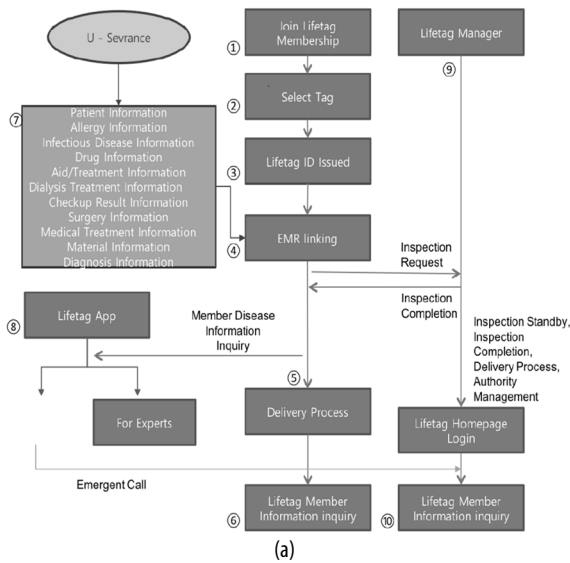 U - Sevrance
①
Join Lifetag
Membership
Lifetag Manager
⑨
②
Select Tag
⑦
Patient Information
Allergy Information
Infectious Disease Information
Drug Information
Aid/Treatment Information
Dialysis Treatment Information
Checkup Result Information
Surgery Information
Medical Treatment Information
Material Information
Diagnosis Information
③
Lifetag ID Issued
④
EMR linking
Inspection
Request
Inspection
Completion
⑧
Lifetag App
Member Disease
Information
Inquiry
Inspection Standby,
Inspection
Completion,
Delivery Process,
Authority
Management
⑤
For Experts
Delivery Process
Lifetag Homepage
Login
Emergent Call
⑥
Lifetag Member
Information inquiry
⑩
Lifetag Member
Information inquiry
(a)